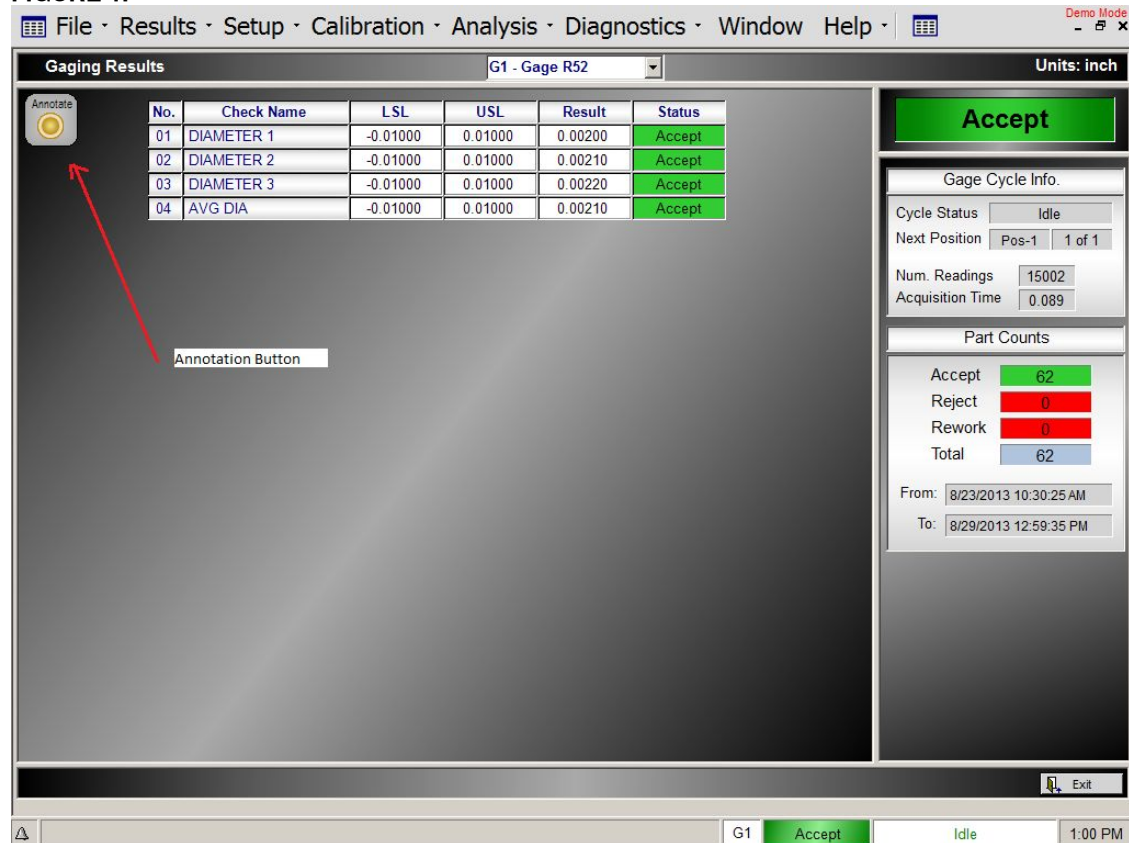 File Results Setup Calibration Analysis Diagnostics Window Help
Demo Mode
Gaging Results G1 - Gage R52 Units: inch
Annotate
No. Check Name LSL USL Result Status
01 DIAMETER 1 -0.01000 0.01000 0.00200 Accept
02 DIAMETER 2 -0.01000 0.01000 0.00210 Accept
03 DIAMETER 3 -0.01000 0.01000 0.00220 Accept
04 AVG DIA -0.01000 0.01000 0.00210 Accept
Annotation Button
Accept
Gage Cycle Info.
Cycle Status Idle
Next Position Pos-1 1 of 1
Num. Readings 15002
Acquisition Time 0.089
Part Counts
Accept 62
Reject 0
Rework 0
Total 62
From: 8/23/2013 10:30:25 AM
To: 8/29/2013 12:59:35 PM
Exit
G1 Accept Idle 1:00 PM